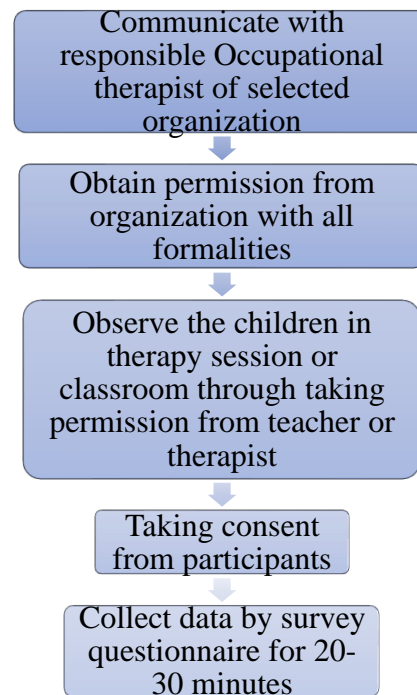 Communicate with
responsible Occupational
therapist of selected
organization
Obtain permission from
organization with all
formalities
Observe the children in
therapy session or
classroom through taking
permission from teacher or
therapist
Taking consent
from participants
Collect data by survey
questionnaire for 20-
30 minutes